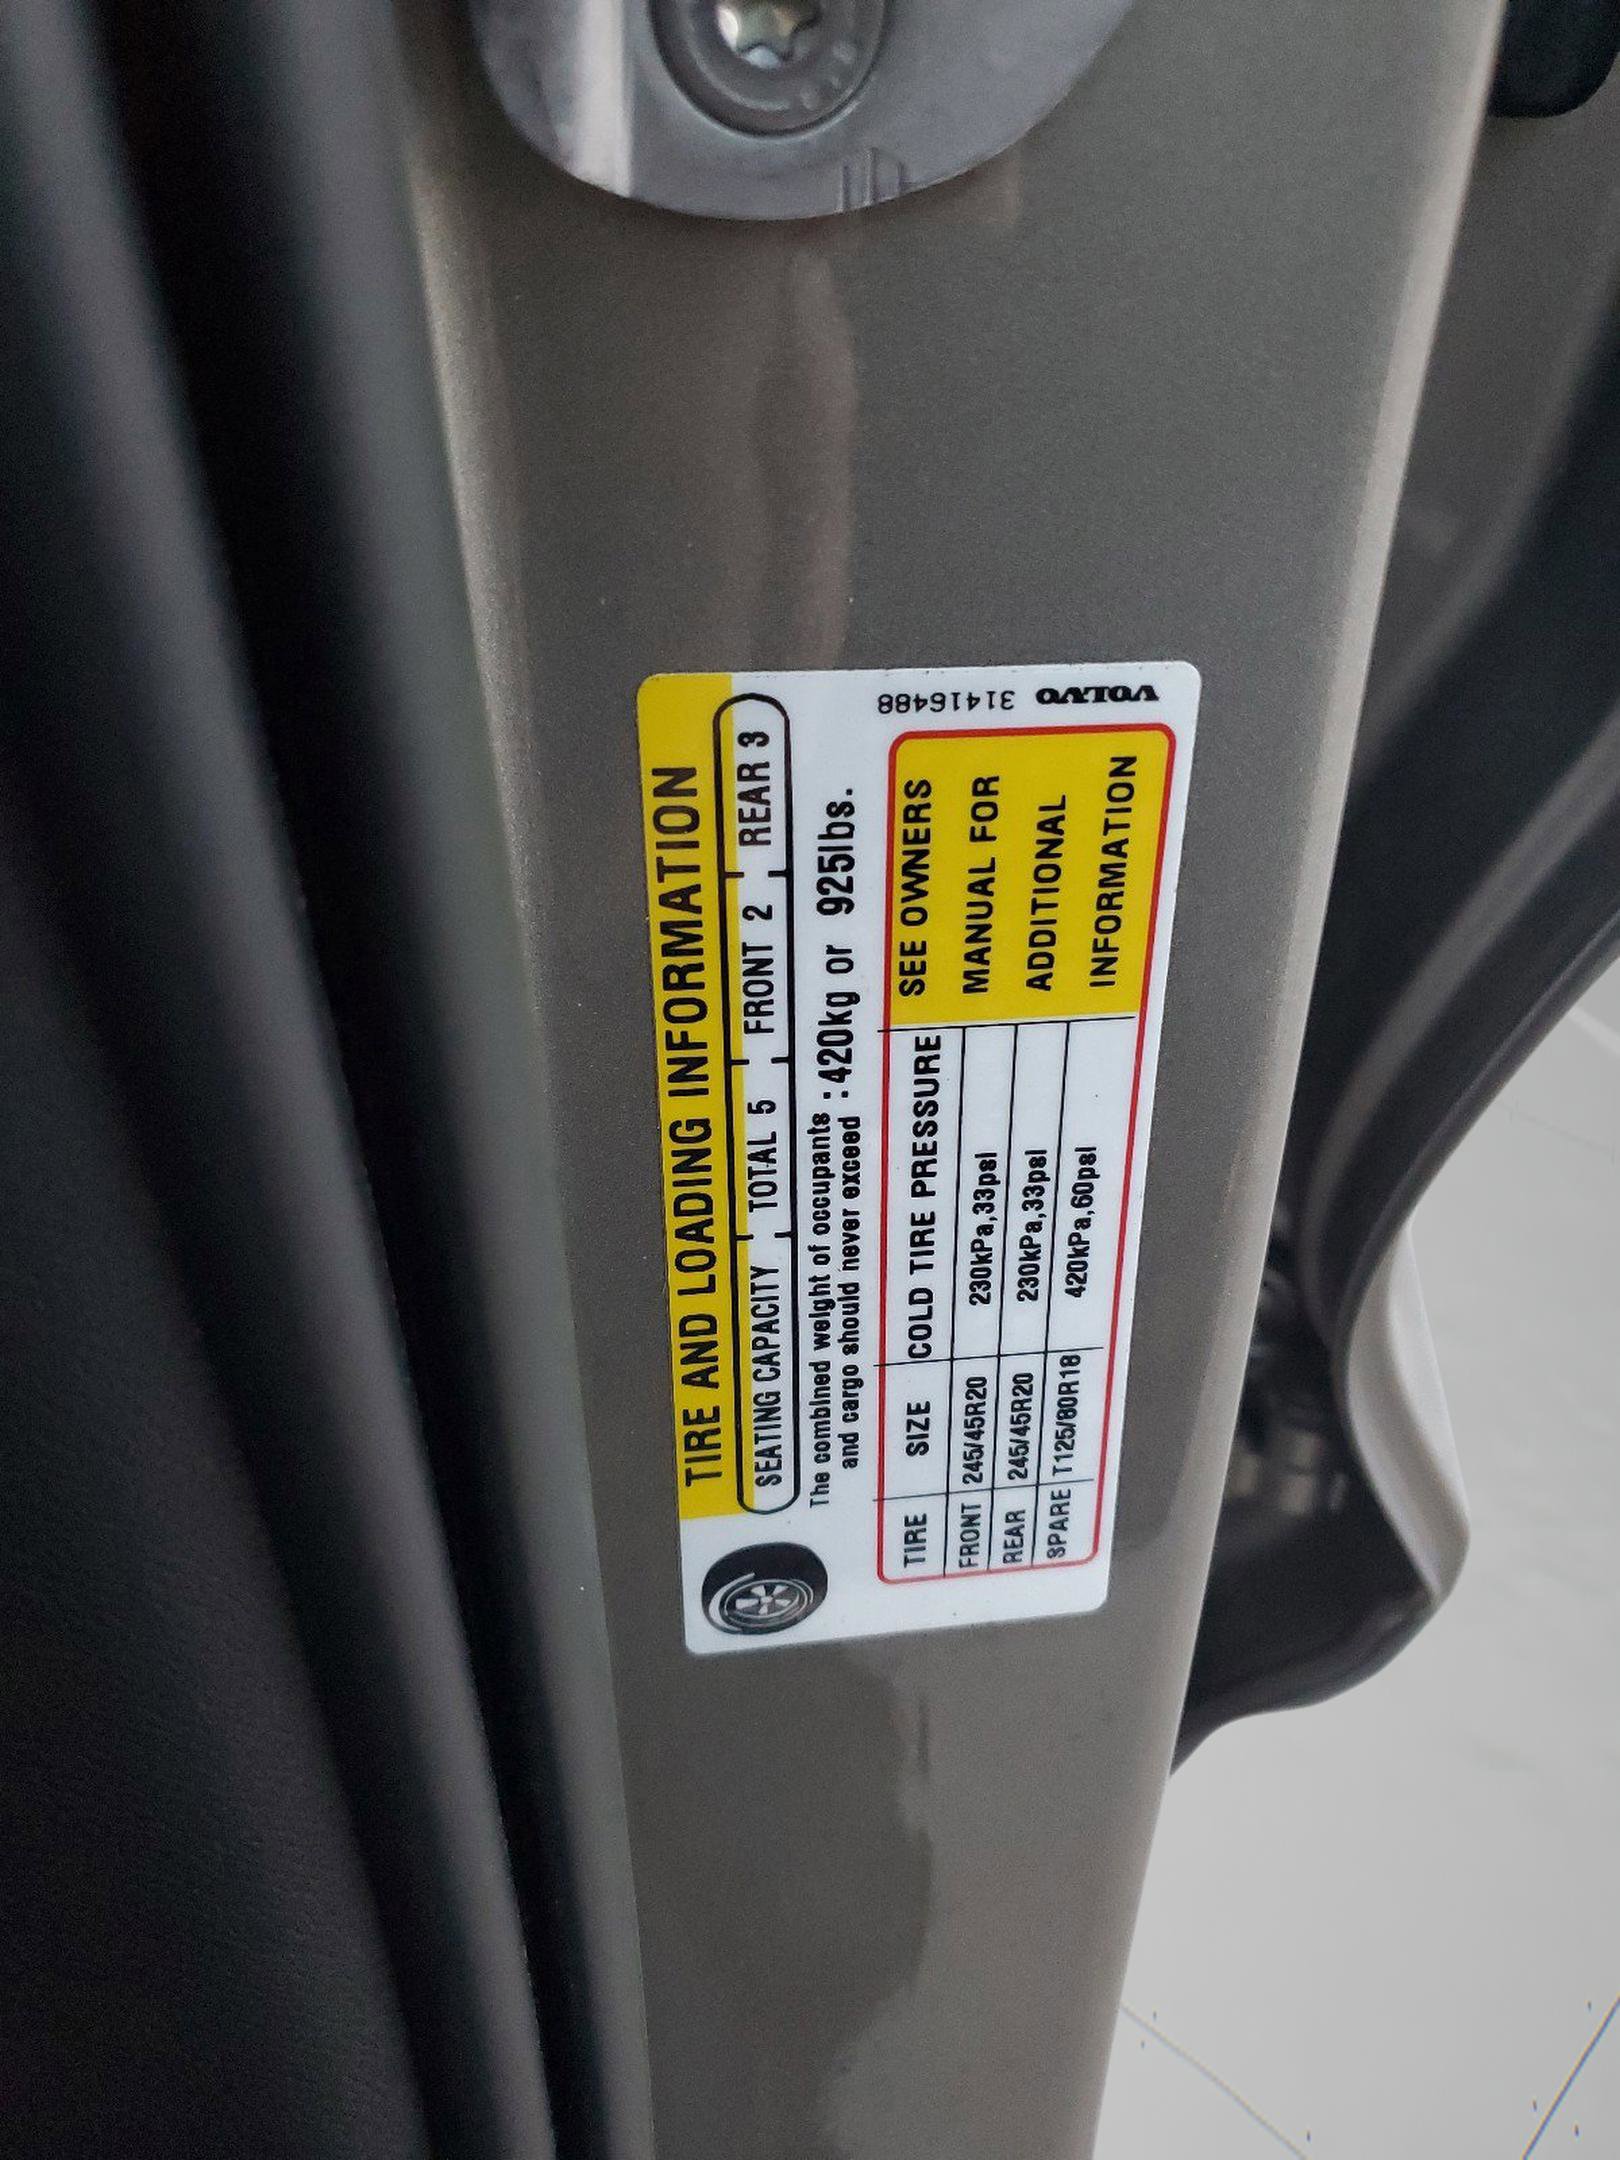 TIRE AND LOADING INFORMATION
SEATING CAPACITY TOTAL 5 FRONT 2 REAR 3
The combined weight of occupants
and cargo should never exceed : 420kg or 925lbs.
TIRE SIZE COLD TIRE PRESSURE
FRONT 245/45R20 230kPa,33psi
REAR 245/45R20 230kPa,33psi
SPARE T125/80R18 420kPa,60psi
SEE OWNERS
MANUAL FOR
ADDITIONAL
INFORMATION
VOLVO 31416488